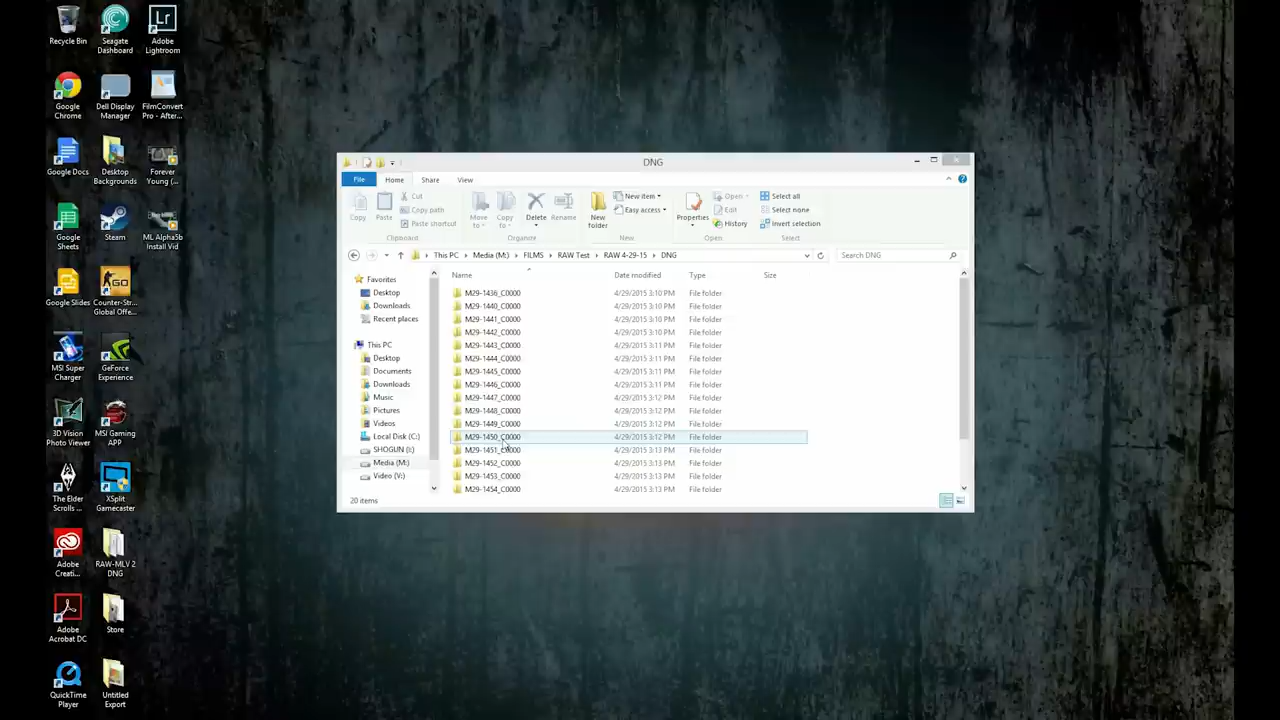 Recycle Bin
Seagate Dashboard
Adobe Lightroom
Google Chrome
Dell Display Manager
FilmConvert Pro - After...
Google Docs
Desktop Backgrounds
Forever Young (...
Google Sheets
Steam
ML Alpha5b Install Vid
Google Slides
Counter-Str... Global Offe...
MSI Super Charger
GeForce Experience
3D Vision Photo Viewer
MSI Gaming APP
The Elder Scrolls ...
XSplit Gamecaster
Adobe Creati...
RAW-MLV 2 DNG
Adobe Acrobat DC
Store
QuickTime Player
Untitled Export
DNG
File Home Share View
Copy
Paste
Cut
Copy path
Paste shortcut
Clipboard
Move to
Copy to
Delete
Rename
Organize
New folder
New item
Easy access
New
Properties
Open
Edit
History
Open
Select all
Select none
Invert selection
Select
This PC Media (M:) FILMS RAW Test RAW 4-29-15 DNG
Search DNG
Favorites
Desktop
Downloads
Recent places
This PC
Desktop
Documents
Downloads
Music
Pictures
Videos
Local Disk (C:)
SHOGUN (I:)
Media (M:)
Video (V:)
Name Date modified Type Size
M29-1436_C0000 4/29/2015 3:10 PM File folder
M29-1440_C0000 4/29/2015 3:10 PM File folder
M29-1441_C0000 4/29/2015 3:10 PM File folder
M29-1442_C0000 4/29/2015 3:10 PM File folder
M29-1443_C0000 4/29/2015 3:11 PM File folder
M29-1444_C0000 4/29/2015 3:11 PM File folder
M29-1445_C0000 4/29/2015 3:11 PM File folder
M29-1446_C0000 4/29/2015 3:11 PM File folder
M29-1447_C0000 4/29/2015 3:12 PM File folder
M29-1448_C0000 4/29/2015 3:12 PM File folder
M29-1449_C0000 4/29/2015 3:12 PM File folder
M29-1450_C0000 4/29/2015 3:12 PM File folder
M29-1451_C0000 4/29/2015 3:13 PM File folder
M29-1452_C0000 4/29/2015 3:13 PM File folder
M29-1453_C0000 4/29/2015 3:13 PM File folder
M29-1454_C0000 4/29/2015 3:13 PM File folder
20 items